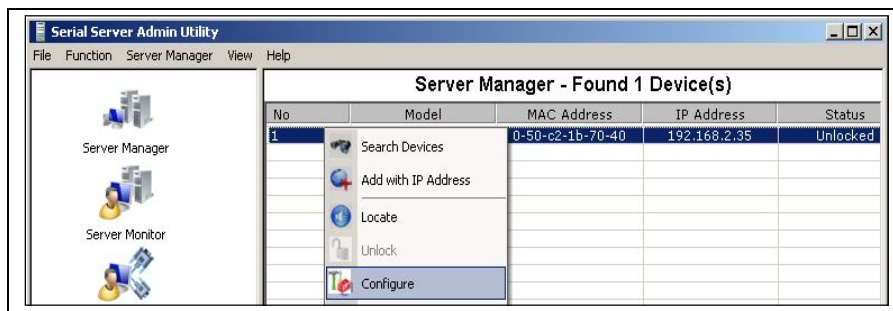 Serial Server Admin Utility
File Function Server Manager View Help
Server Manager - Found 1 Device(s)
No Model MAC Address IP Address Status
1 0-50-c2-1b-70-40 192.168.2.35 Unlocked
Server Manager
Server Monitor
Search Devices
Add with IP Address
Locate
Unlock
Configure